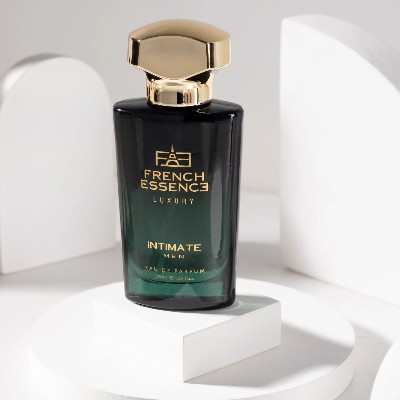 FRENCH
ESSENCE
LUXURY
INTIMATE
MEN
EAU DE PARFUM